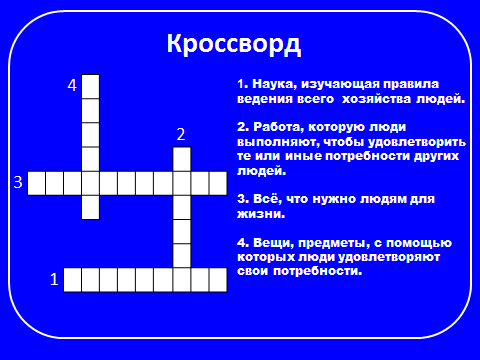 Кроссворд
4
1. Наука, изучающая правила
ведения всего хозяйства людей.
2
2. Работа, которую люди
выполняют, чтобы удовлетворить
те или иные потребности других
людей.
3
3. Всё, что нужно людям для
жизни.
4. Вещи, предметы, с помощью
которых люди удовлетворяют
свои потребности.
1